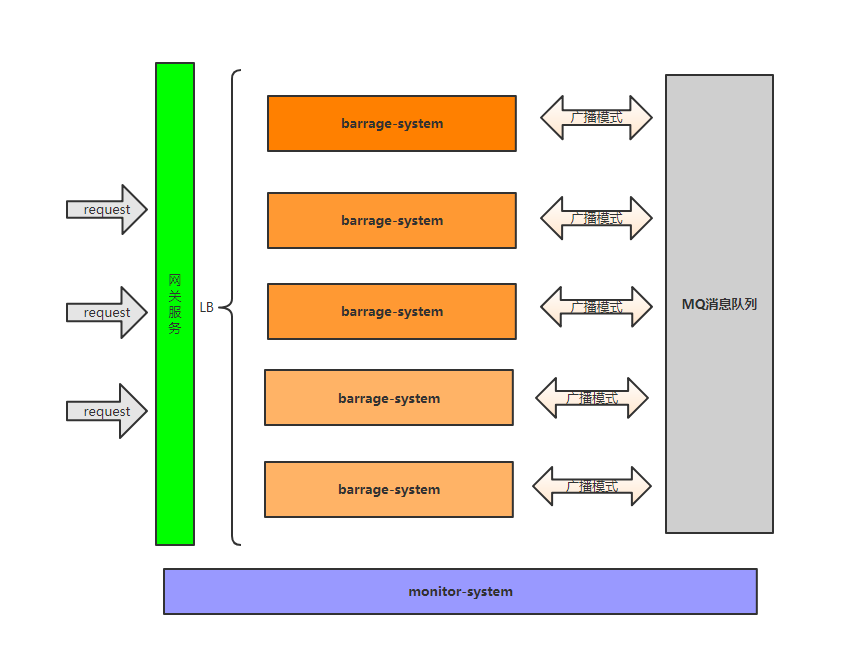 request
request
request
网
关
服
务
LB
barrage-system
barrage-system
barrage-system
barrage-system
barrage-system
广播模式
广播模式
广播模式
广播模式
广播模式
MQ消息队列
monitor-system